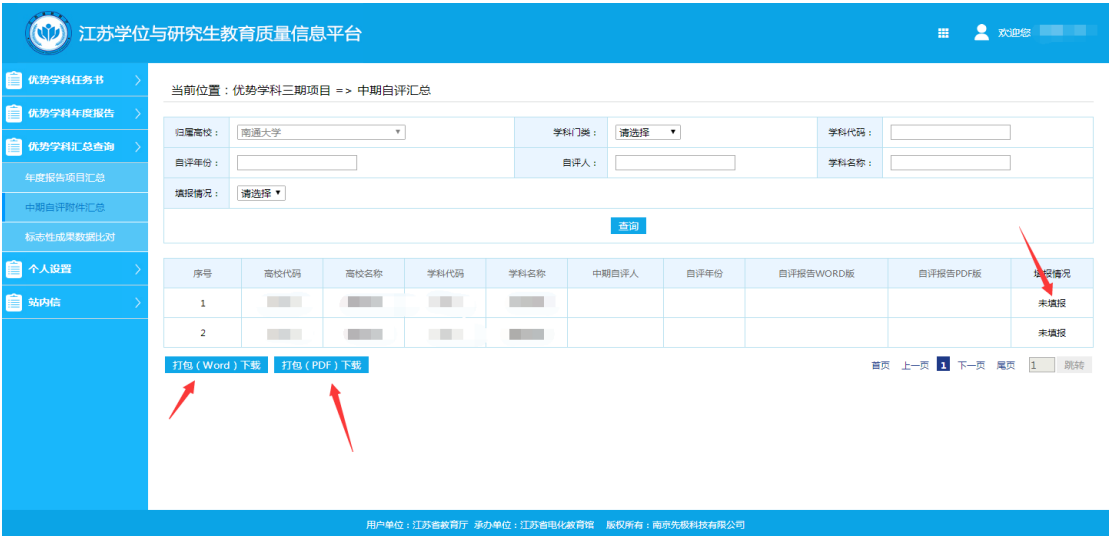 江苏学位与研究生教育质量信息平台
欢迎您
优势学科任务书
优势学科年度报告
优势学科汇总查询
年度报告项目汇总
中期自评附件汇总
标志性成果数据比对
个人设置
站内信
当前位置：优势学科三期项目 => 中期自评汇总
归属高校： 南通大学 学科门类： 请选择 学科代码：
自评年份： 自评人： 学科名称：
填报情况： 请选择
查询
序号 高校代码 高校名称 学科代码 学科名称 中期自评人 自评年份 自评报告WORD版 自评报告PDF版 填报情况
1 未填报
2 未填报
打包（Word）下载 打包（PDF）下载 首页 上一页 1 下一页 尾页 1 跳转
用户单位：江苏省教育厅 承办单位：江苏省电化教育馆 版权所有：南京先极科技有限公司